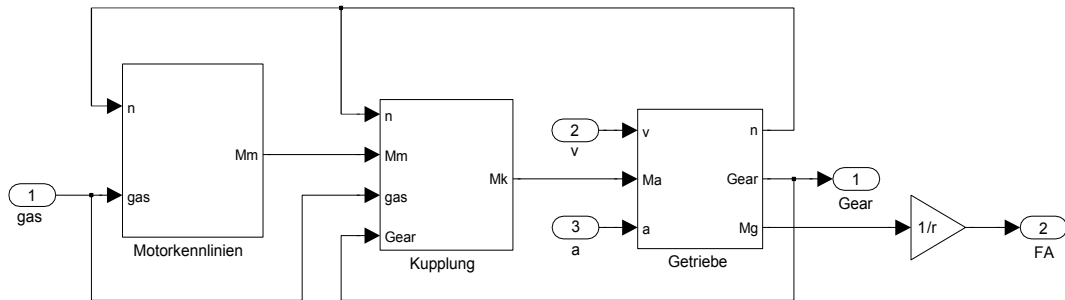 1
gas
n
gas
Mm
Motorkennlinien
n
Mm
gas
Gear
Mk
Kupplung
2
v
3
a
v
Ma
a
n
Gear
Mg
Getriebe
1
Gear
1/r
2
FA